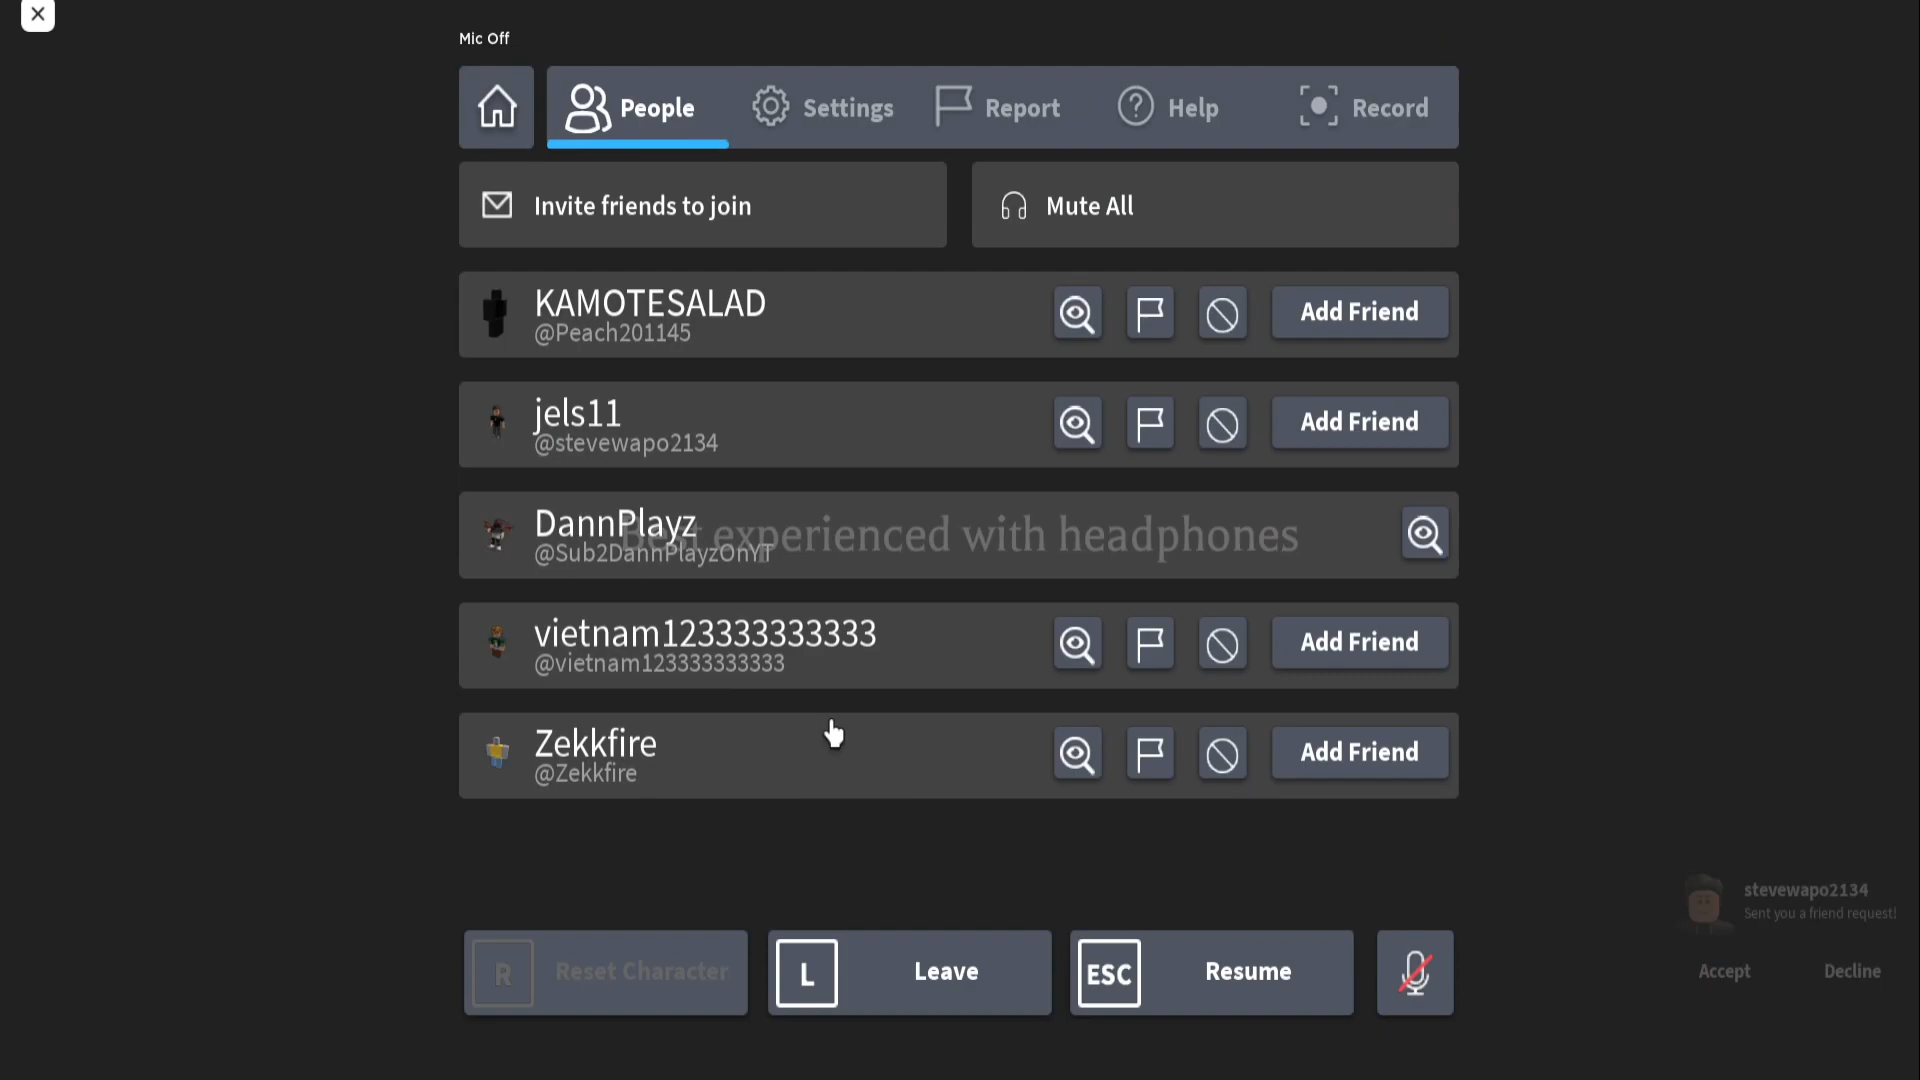 Mic Off
People
Settings
Report
Help
Record
Invite friends to join
Mute All
KAMOTESALAD
@Peach201145
Add Friend
jels11
@stevewapo2134
Add Friend
DannPlayz
@Sub2DannPlayzOnYT
Best experienced with headphones
vietnam123333333333
@vietnam123333333333
Add Friend
Zekkfire
@Zekkfire
Add Friend
stevewapo2134
Sent you a friend request!
Accept
Decline
R
Reset Character
L
Leave
ESC
Resume